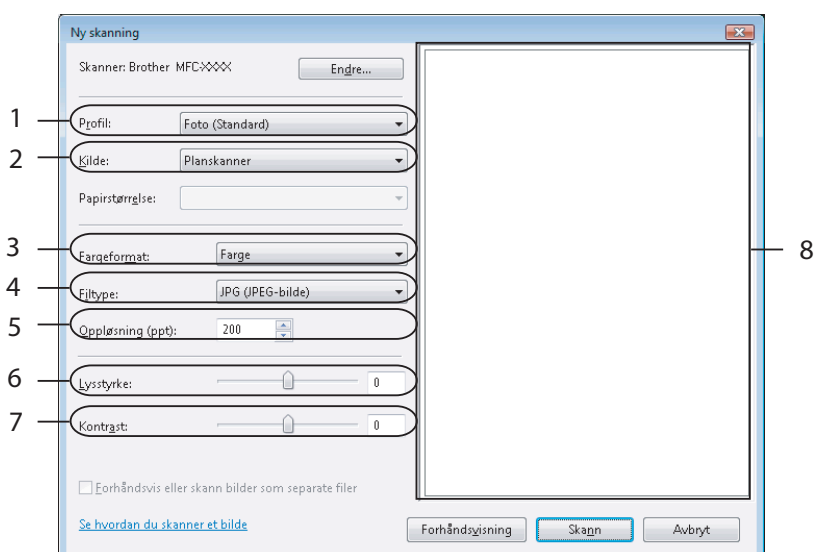 Ny skanning
Skanner: Brother MFC-XXXX Endre...
1 Profil: Foto (Standard)
2 Kilde: Planskanner
Papirstørrelse:
3 Fargeformat: Farge
8
4 Filtype: JPG (JPEG-bilde)
5 Oppløsning (ppt): 200
6 Lysstyrke: 0
7 Kontrast: 0
Forhåndsvis eller skann bilder som separate filer
Se hvordan du skanner et bilde
Forhåndsvisning Skann Avbryt